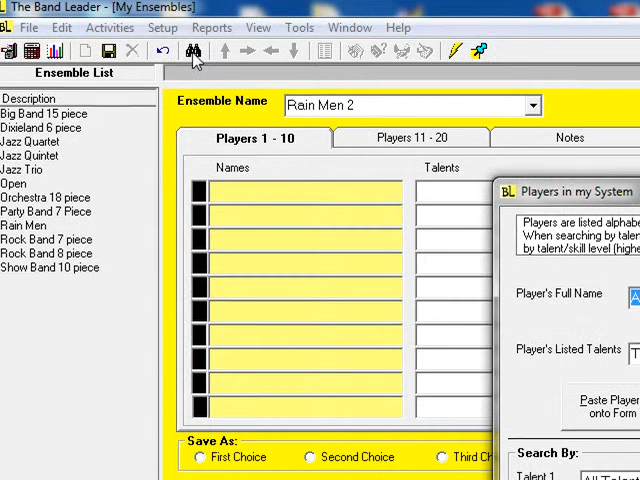 The Band Leader - [My Ensembles]
BL File Edit Activities Setup Reports View Tools Window Help
Ensemble List
Description
Big Band 15 piece
Dixieland 6 piece
Jazz Quartet
Jazz Quintet
Jazz Trio
Open
Orchestra 18 piece
Party Band 7 Piece
Rain Men
Rock Band 7 piece
Rock Band 8 piece
Show Band 10 piece
Ensemble Name Rain Men 2
Players 1 - 10 Players 11 - 20 Notes
Names Talents
Save As:
First Choice Second Choice Third Ch
BL Players in my System
Players are listed alphabe
When searching by talen
by talent/skill level (highe
Player's Full Name A
Player's Listed Talents T
Paste Player
onto Form
Search By:
Talent 1